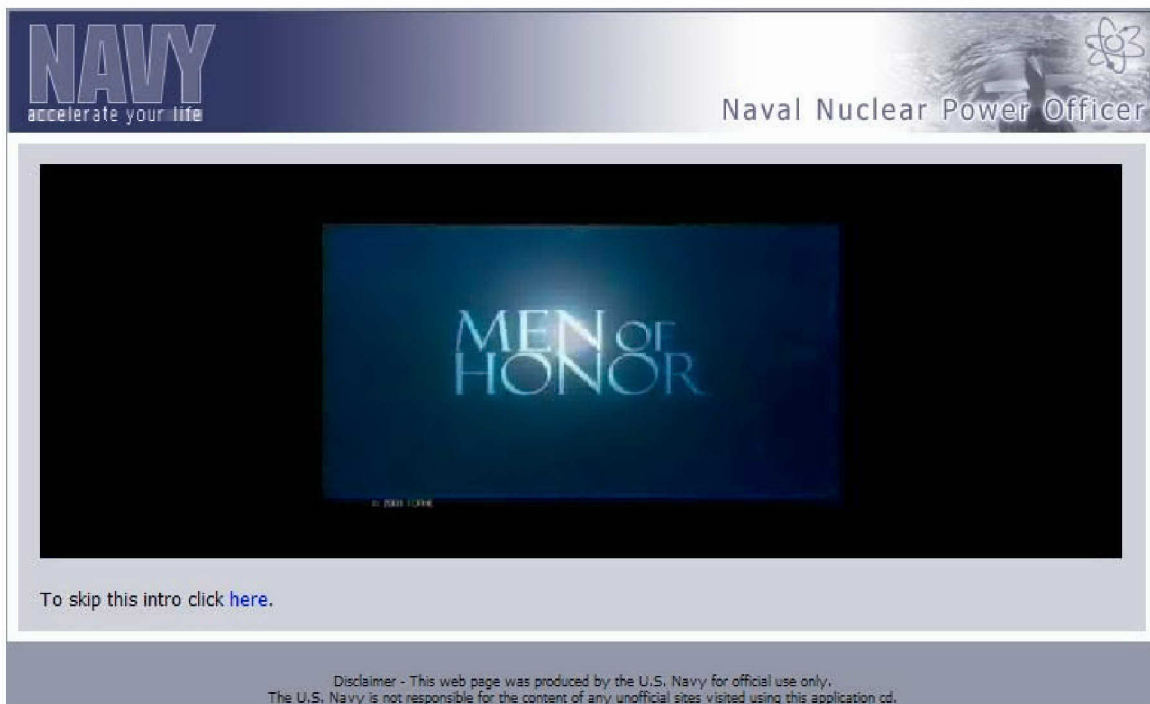 NAVY
accelerate your life
Naval Nuclear Power Officer
MEN OF
HONOR
To skip this intro click here.
Disclaimer - This web page was produced by the U.S. Navy for official use only.
The U.S. Navy is not responsible for the content of any unofficial sites visited using this application cd.